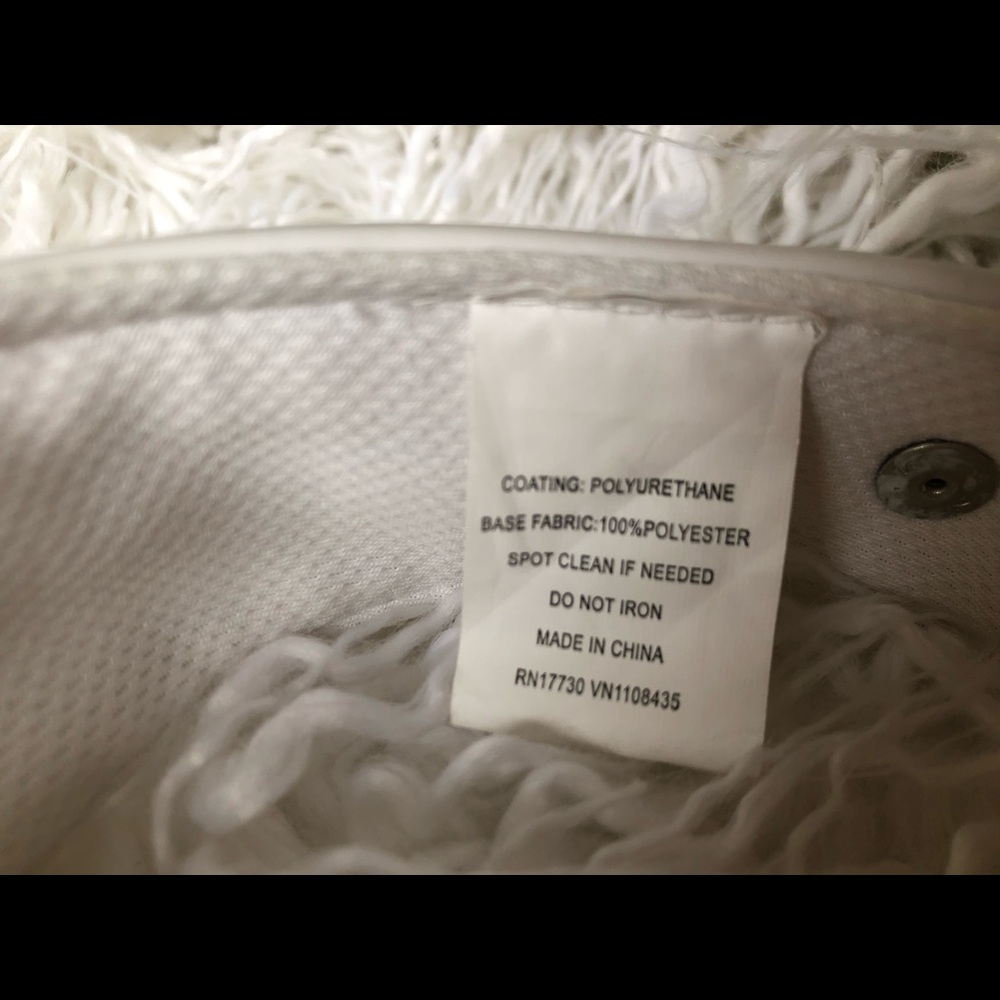 COATING: POLYURETHANE
BASE FABRIC:100%POLYESTER
SPOT CLEAN IF NEEDED
DO NOT IRON
MADE IN CHINA
RN17730 VN1108435